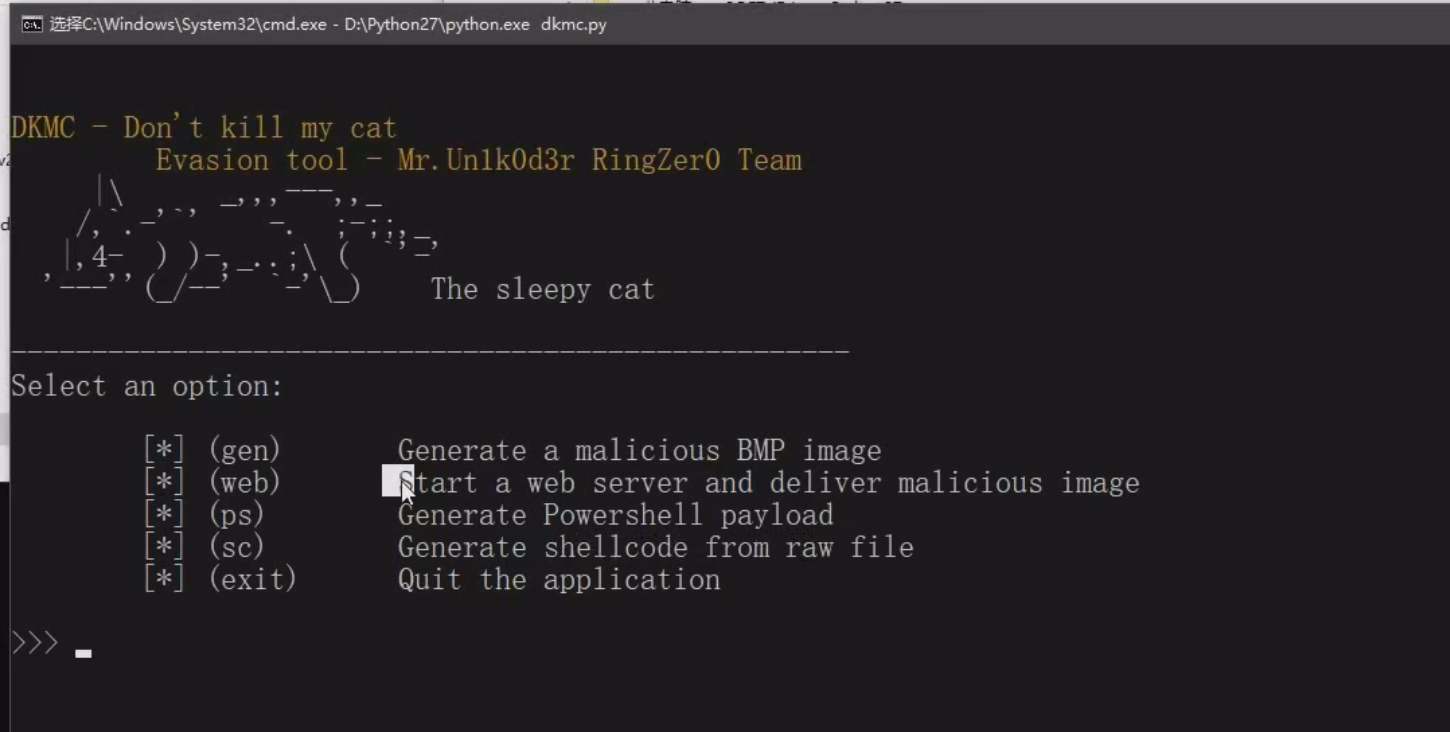 选择C:\Windows\System32\cmd.exe - D:\Python27\python.exe dkmc.py
DKMC - Don't kill my cat
Evasion tool - Mr.Un1k0d3r RingZer0 Team
The sleepy cat
Select an option:
[*] (gen) Generate a malicious BMP image
[*] (web) Start a web server and deliver malicious image
[*] (ps) Generate Powershell payload
[*] (sc) Generate shellcode from raw file
[*] (exit) Quit the application
>>>